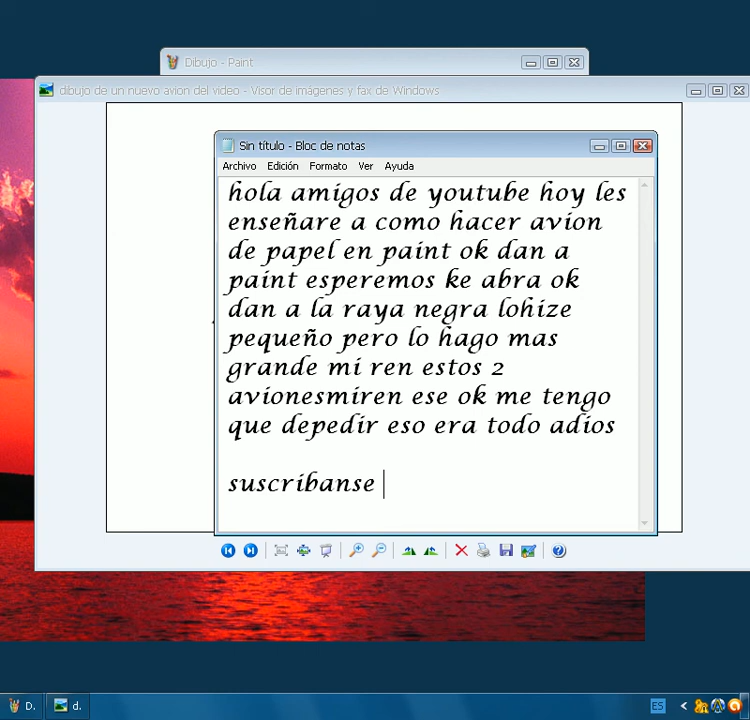 Dibujo - Paint
dibujo de un nuevo avion del video - Visor de imágenes y fax de Windows
Sin título - Bloc de notas
Archivo Edición Formato Ver Ayuda
hola amigos de youtube hoy les
enseñare a como hacer avion
de papel en paint ok dan a
paint esperemos ke abra ok
dan a la raya negra lohize
pequeño pero lo hago mas
grande mi ren estos 2
avionesmiren ese ok me tengo
que depedir eso era todo adios
suscribanse
D. d. ES